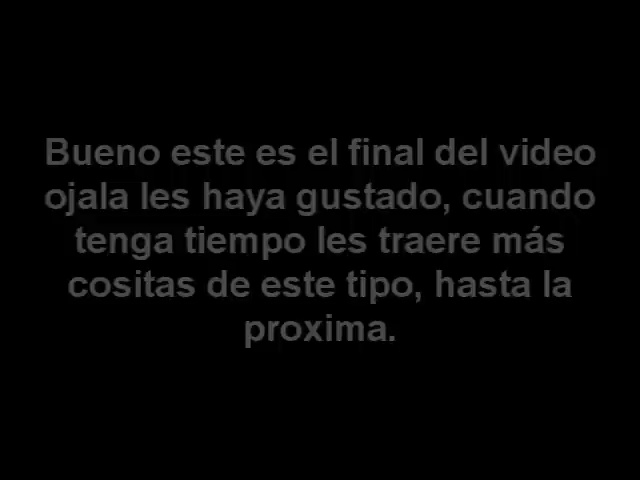 Bueno este es el final del video
ojala les haya gustado, cuando
tenga tiempo les traere más
cositas de este tipo, hasta la
proxima.